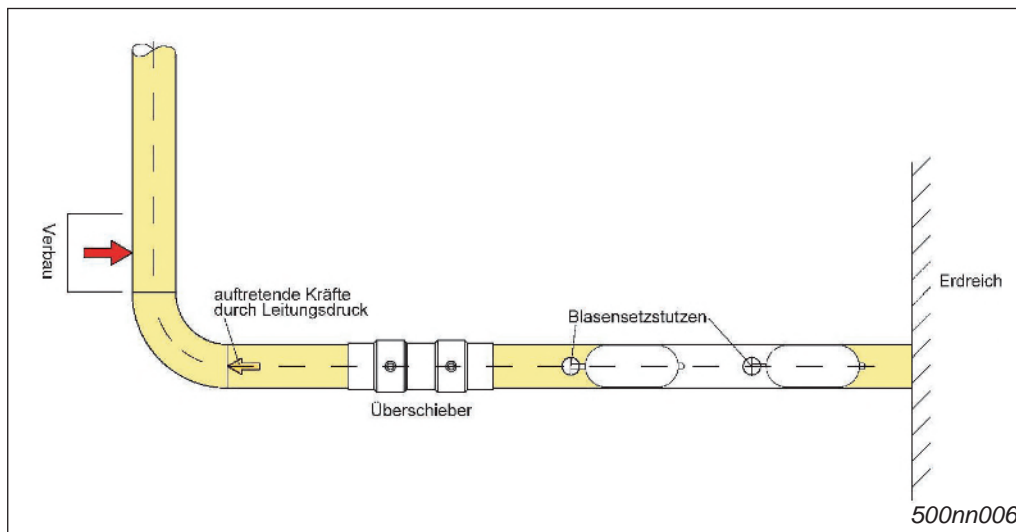 Verbau
auftretende Kräfte
durch Leitungsdruck
Überschieber
Blasensetzstutzen
Erdreich
500nn006